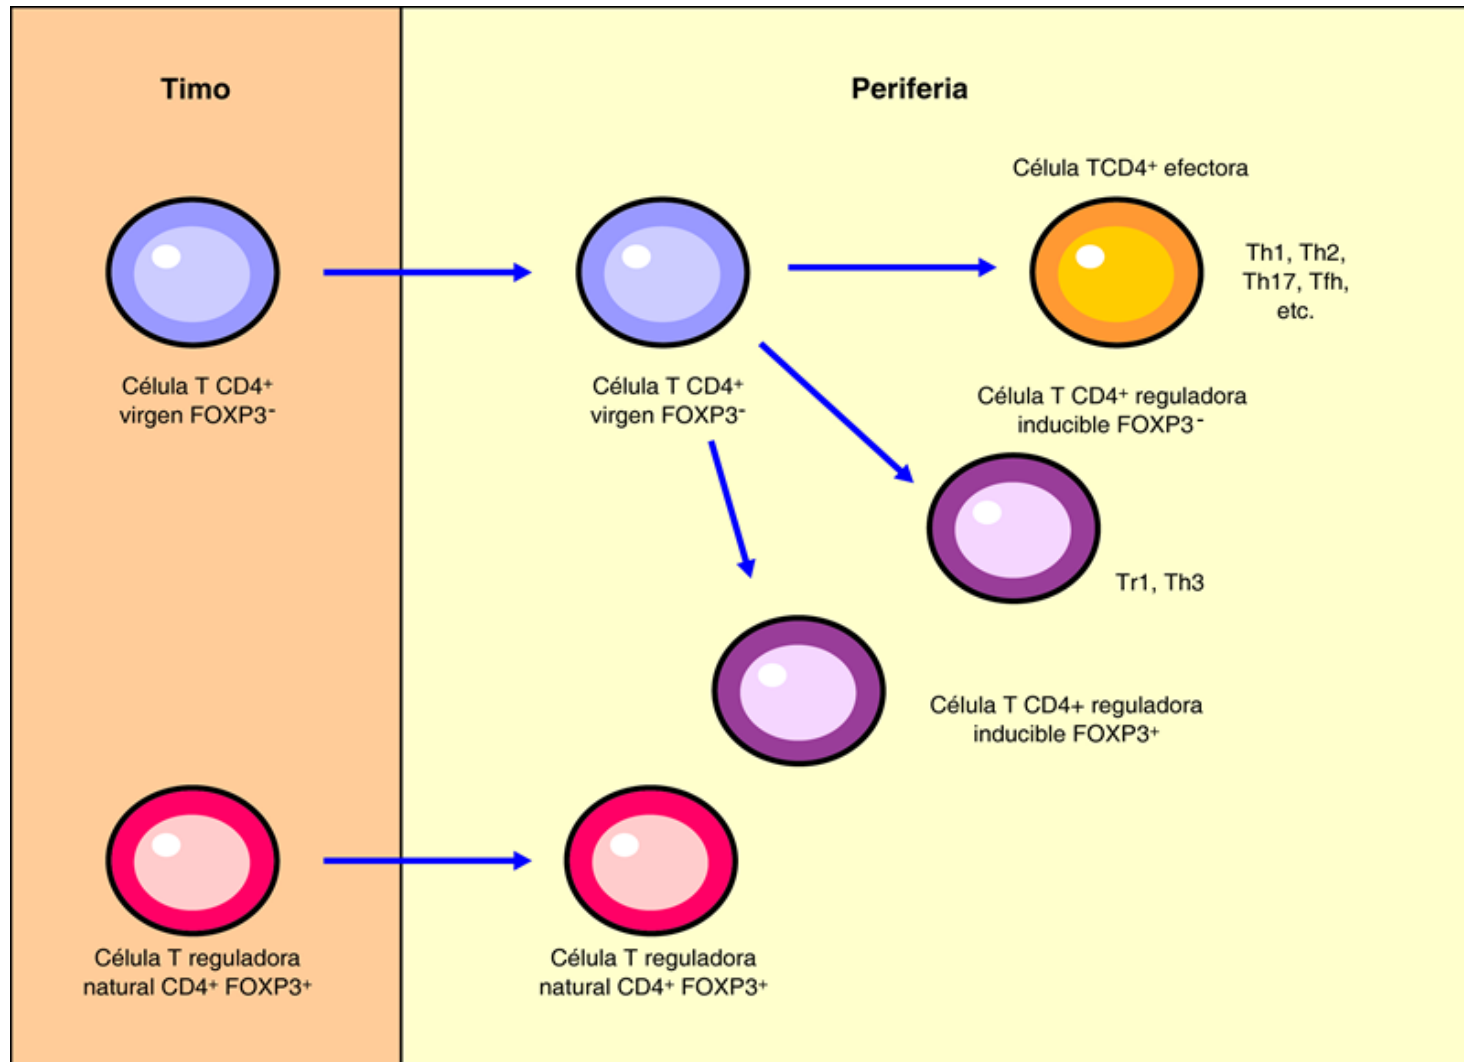 Timo
Periferia
Célula TCD4⁺ efectora
Th1, Th2,
Th17, Tfh,
etc.
Célula T CD4⁺
virgen FOXP3⁻
Célula T CD4⁺
virgen FOXP3⁻
Célula T CD4⁺ reguladora
inducible FOXP3⁻
Tr1, Th3
Célula T CD4+ reguladora
inducible FOXP3⁺
Célula T reguladora
natural CD4⁺ FOXP3⁺
Célula T reguladora
natural CD4⁺ FOXP3⁺